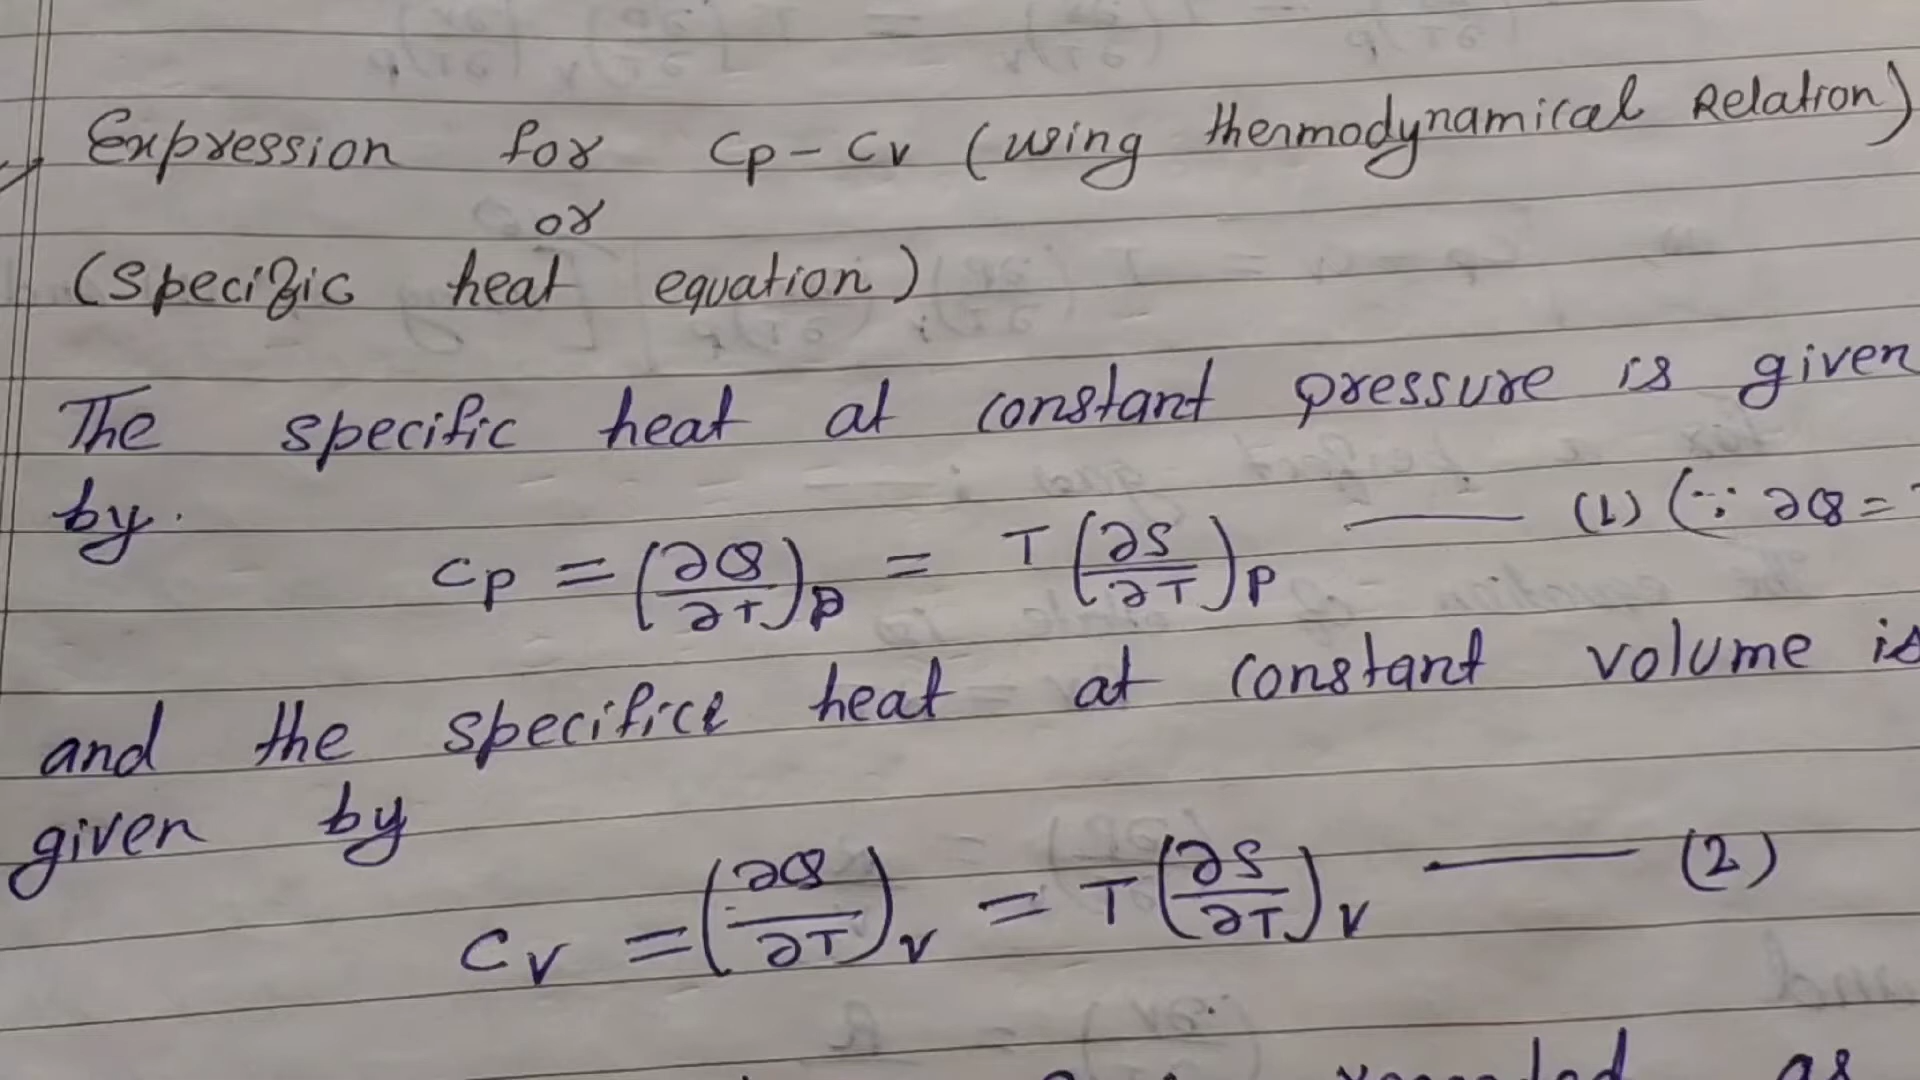 Expression for Cp - Cv (using thermodynamical Relation)
or
(specific heat equation)
The specific heat at constant pressure is given
by.
Cp = (∂Q/∂T)P = T(∂S/∂T)P —— (1) (∵ ∂Q =
and the specifice heat at constant volume is
given by
Cv = (∂Q/∂T)v = T(∂S/∂T)v —— (2)
as